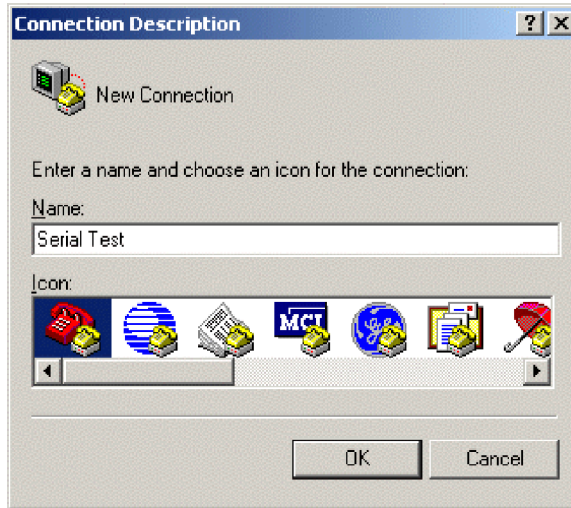 Connection Description
New Connection
Enter a name and choose an icon for the connection:
Name:
Serial Test
Icon:
MCI
OK Cancel